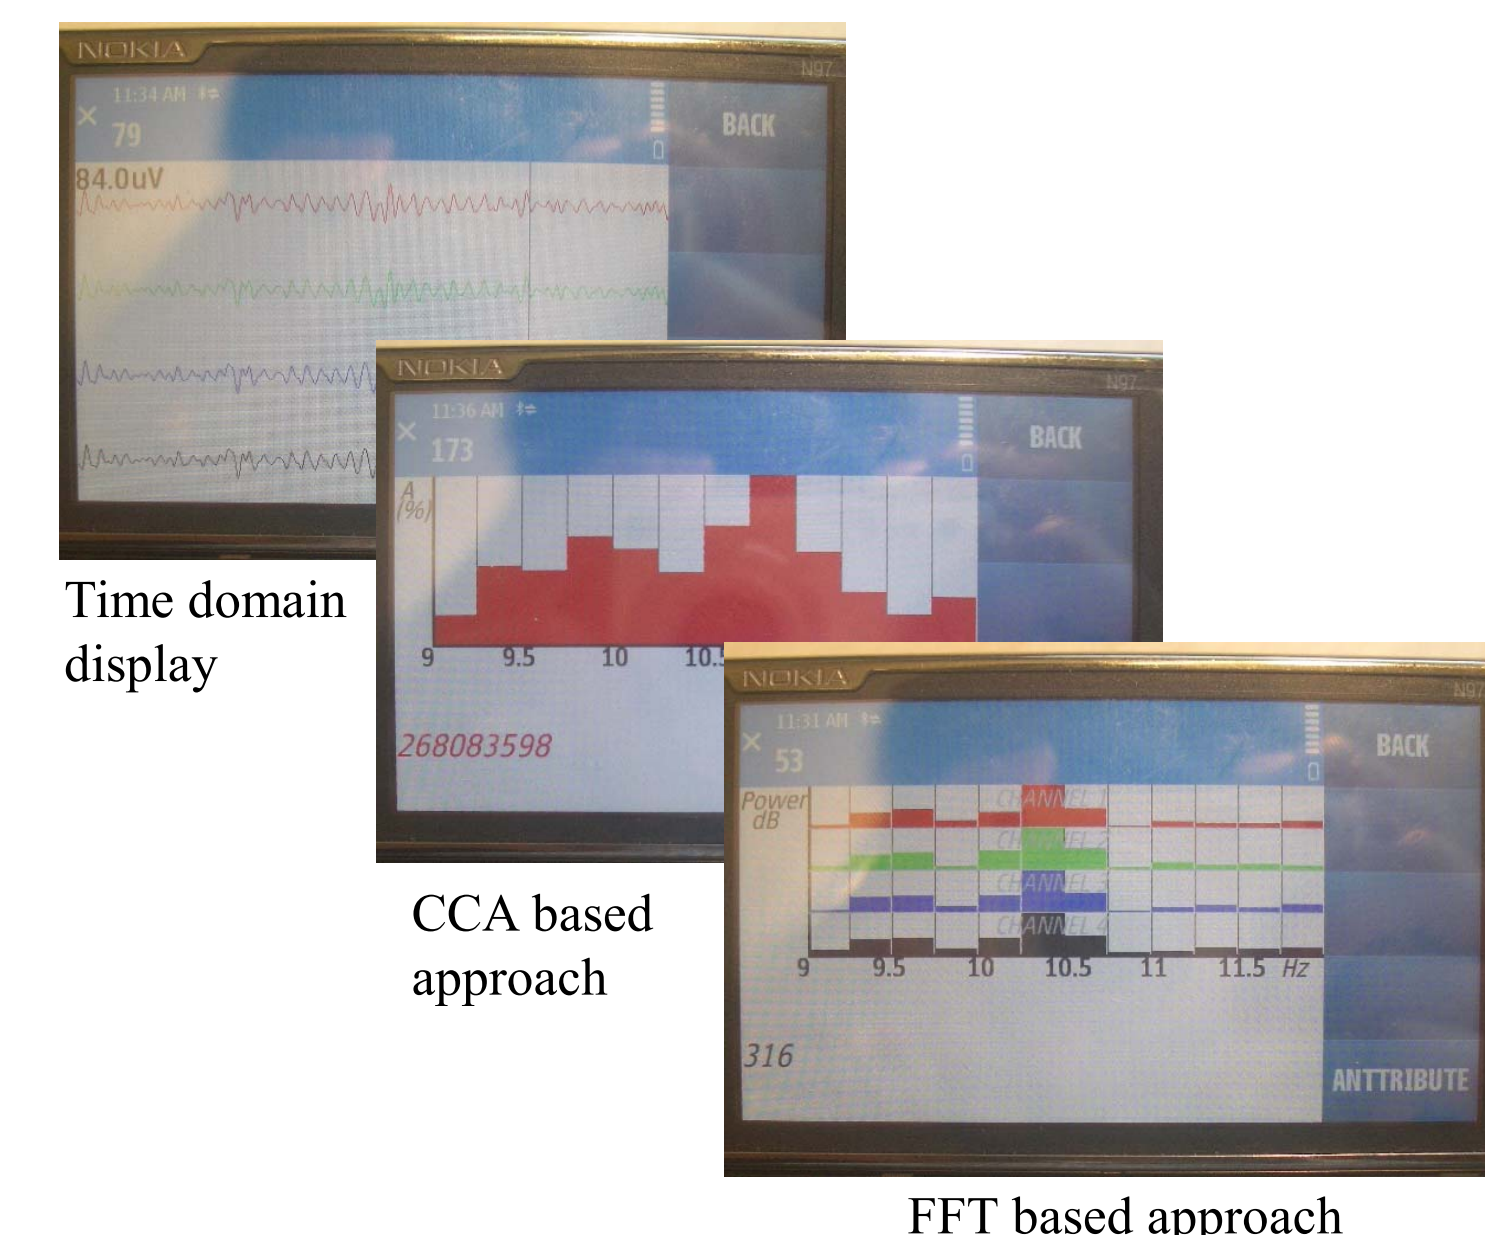 NOKIA
N97
11:34 AM
79
BACK
84.0uV
Time domain
display
NOKIA
N97
11:36 AM
173
BACK
A
(%)
9 9.5 10 10.5
268083598
CCA based
approach
NOKIA
N97
11:31 AM
53
BACK
Power
dB
CHANNEL 1
CHANNEL 2
CHANNEL 3
CHANNEL 4
9 9.5 10 10.5 11 11.5 Hz
316
ANTTRIBUTE
FFT based approach